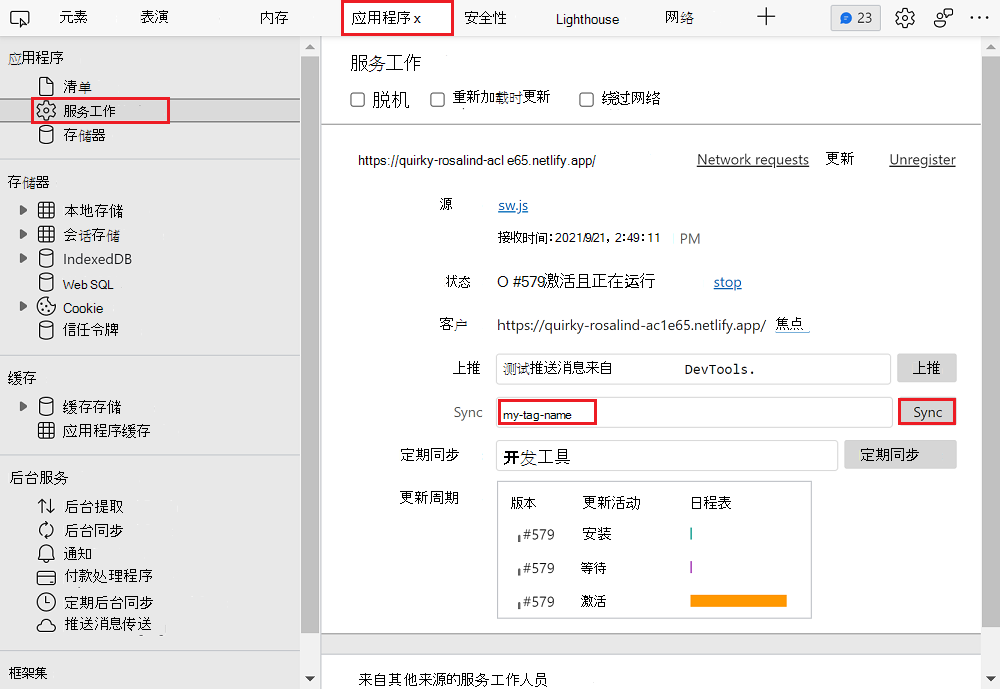 元素 表演 内存 应用程序 x 安全性 Lighthouse 网络 23
应用程序
清单
服务工作
存储器
存储器
本地存储
会话存储
IndexedDB
Web SQL
Cookie
信任令牌
缓存
缓存存储
应用程序缓存
后台服务
后台提取
后台同步
通知
付款处理程序
定期后台同步
推送消息传送
框架集
服务工作
脱机 重新加载时更新 绕过网络
https://quirky-rosalind-acl e65.netlify.app/ Network requests 更新 Unregister
源 sw.js
接收时间：2021/9/21，2:49:11 PM
状态 O #579激活且正在运行 stop
客户 https://quirky-rosalind-ac1e65.netlify.app/ 焦点
上推 测试推送消息来自 DevTools. 上推
Sync my-tag-name Sync
定期同步 开发工具 定期同步
更新周期 版本 更新活动 日程表
#579 安装
#579 等待
#579 激活
来自其他来源的服务工作人员